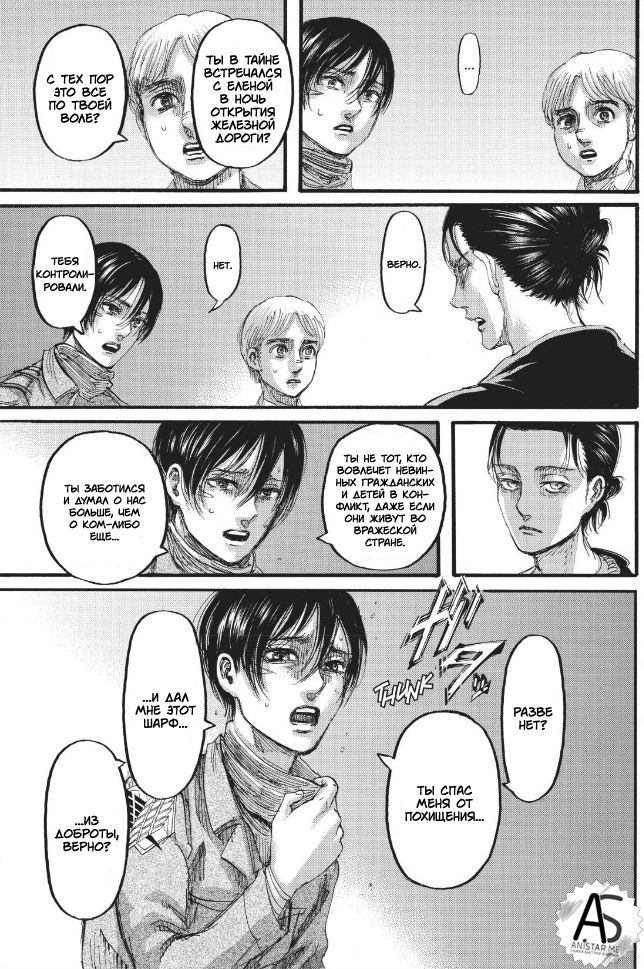 ...
ТЫ В ТАЙНЕ
ВСТРЕЧАЛСЯ
С ЕЛЕНОЙ
В НОЧЬ
ОТКРЫТИЯ
ЖЕЛЕЗНОЙ
ДОРОГИ?
С ТЕХ ПОР
ЭТО ВСЕ
ПО ТВОЕЙ
ВОЛЕ?
ВЕРНО.
НЕТ.
ТЕБЯ
КОНТРОЛИ-
РОВАЛИ.
ТЫ НЕ ТОТ, КТО
ВОВЛЕЧЕТ НЕВИН-
НЫХ ГРАЖДАНСКИХ
И ДЕТЕЙ В КОН-
ФЛИКТ, ДАЖЕ ЕСЛИ
ОНИ ЖИВУТ ВО
ВРАЖЕСКОЙ
СТРАНЕ.
ТЫ ЗАБОТИЛСЯ
И ДУМАЛ О НАС
БОЛЬШЕ, ЧЕМ
О КОМ-ЛИБО
ЕЩЕ...
РАЗВЕ
НЕТ?
THUNK
ТЫ СПАС
МЕНЯ ОТ
ПОХИЩЕНИЯ...
...И ДАЛ
МНЕ ЭТОТ
ШАРФ...
...ИЗ
ДОБРОТЫ,
ВЕРНО?
AS
ANISTAR.ME